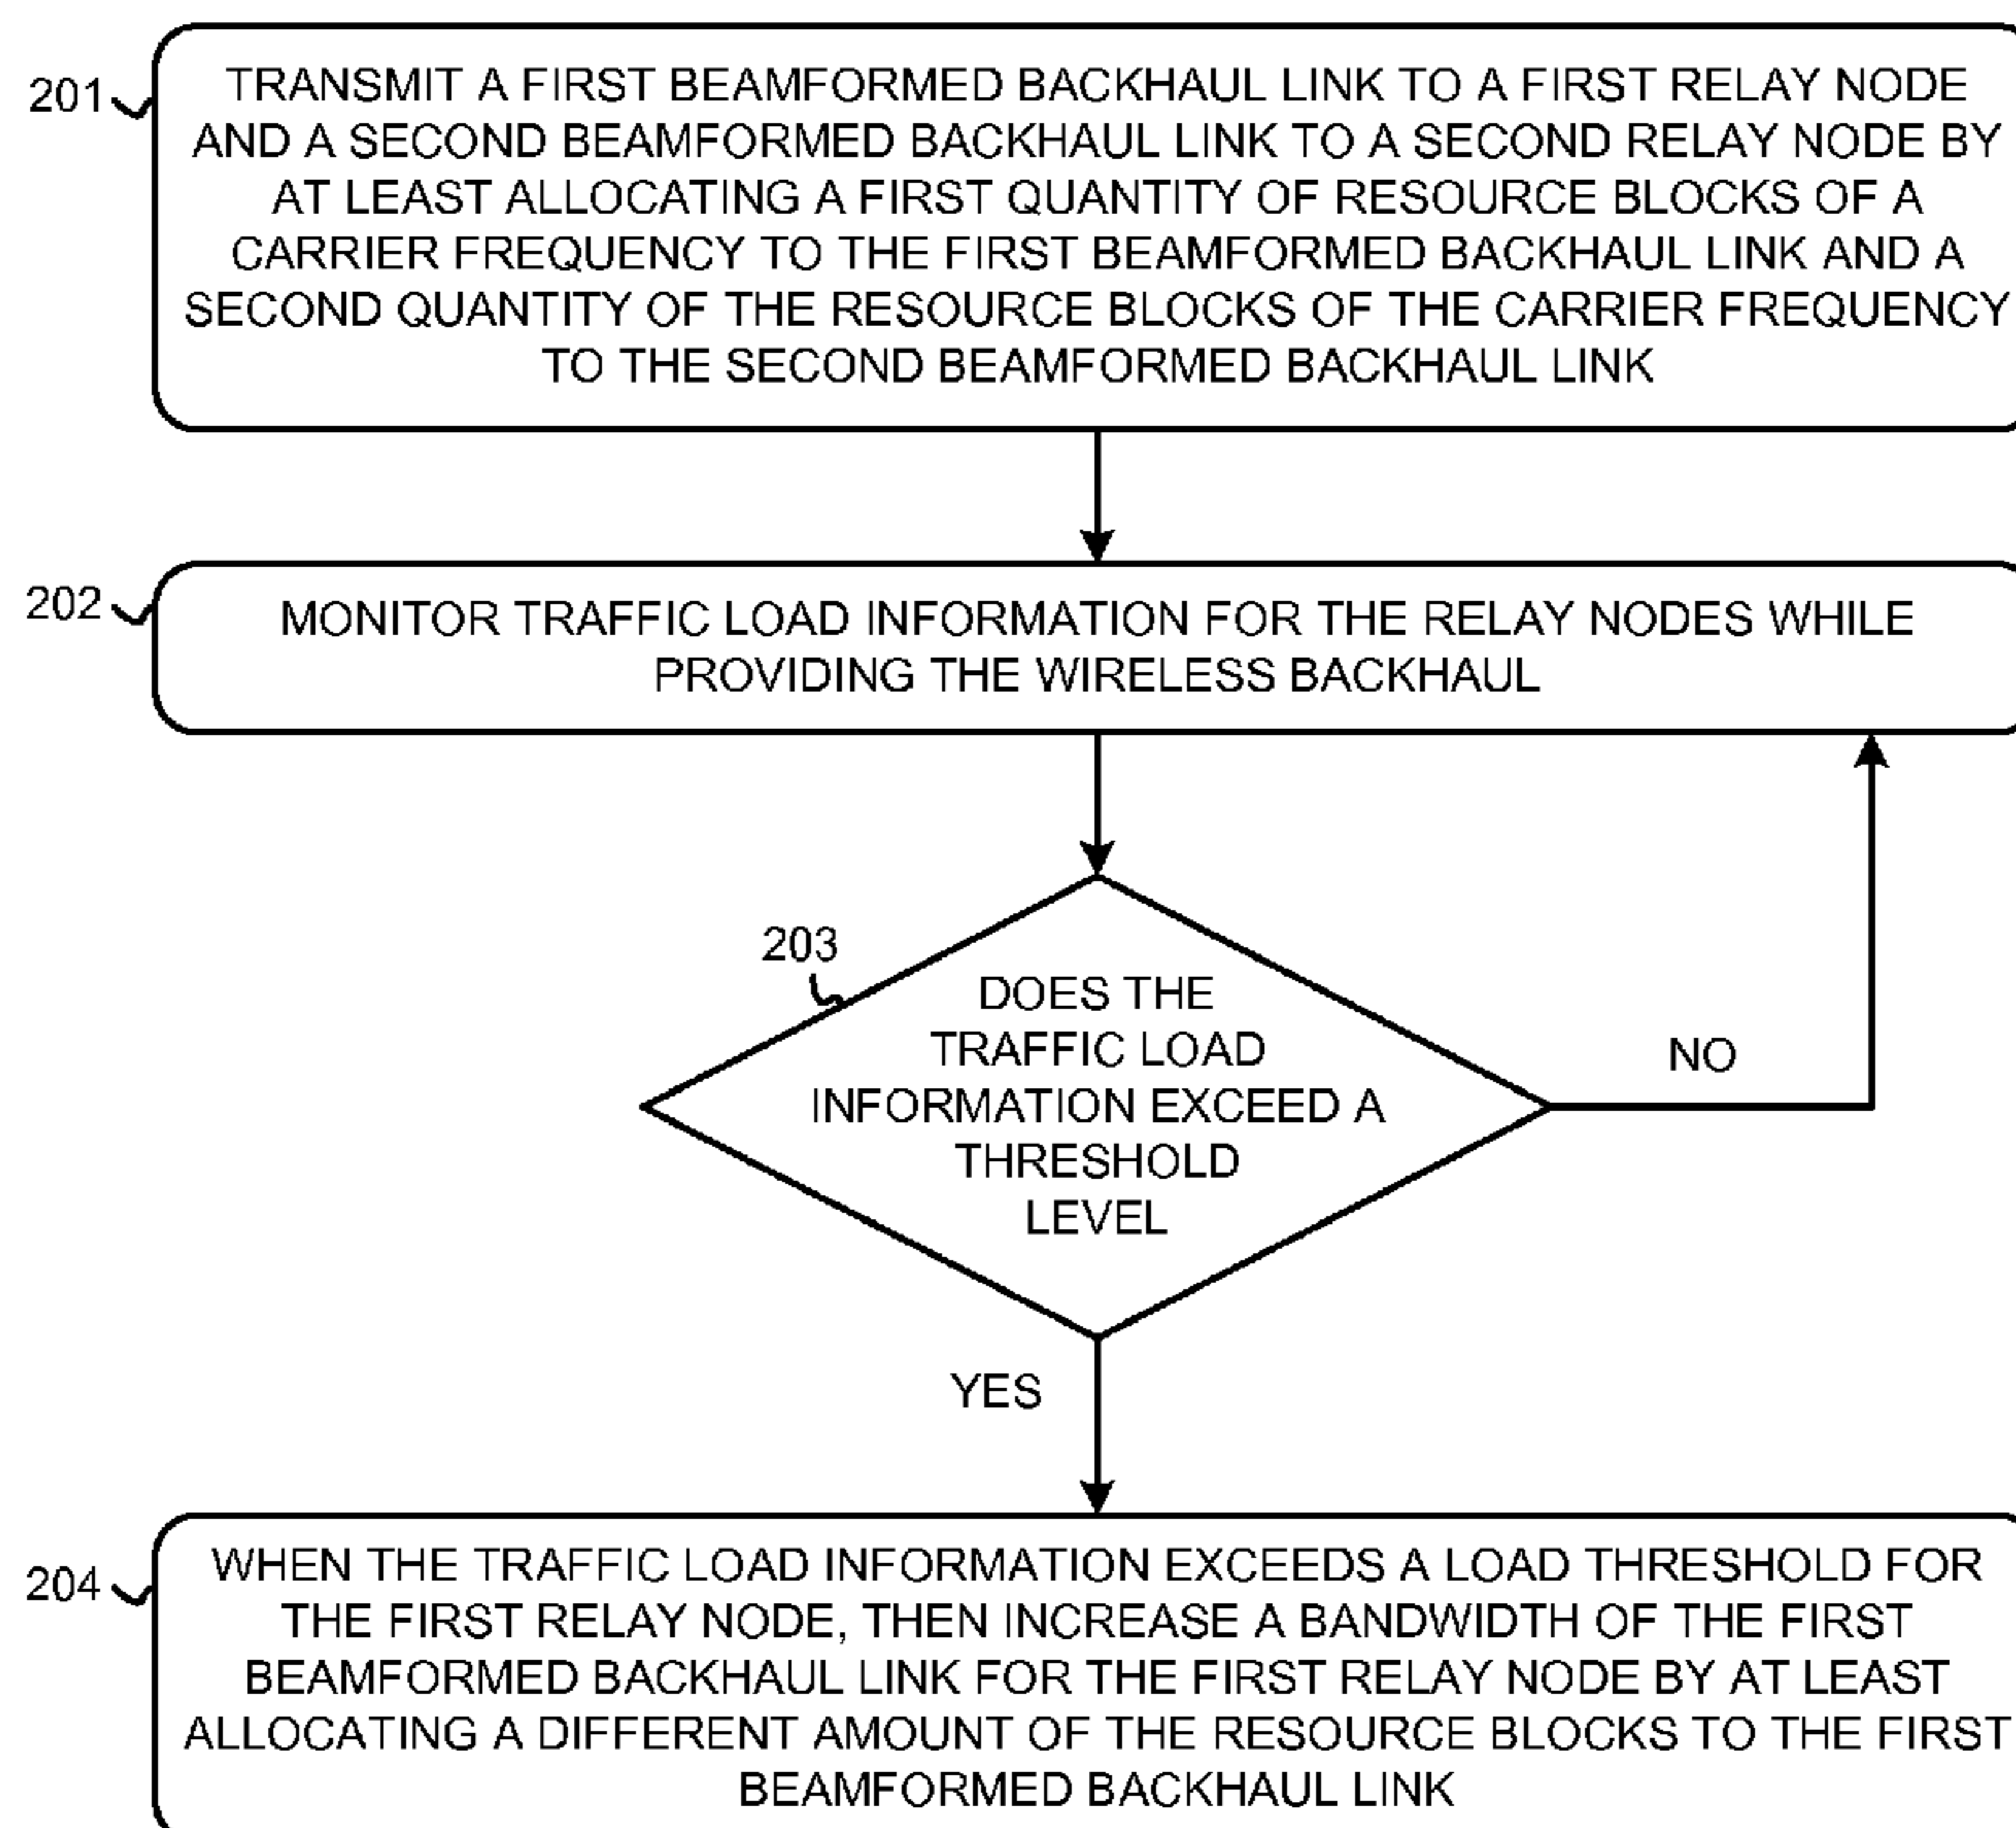 201
TRANSMIT A FIRST BEAMFORMED BACKHAUL LINK TO A FIRST RELAY NODE
AND A SECOND BEAMFORMED BACKHAUL LINK TO A SECOND RELAY NODE BY
AT LEAST ALLOCATING A FIRST QUANTITY OF RESOURCE BLOCKS OF A
CARRIER FREQUENCY TO THE FIRST BEAMFORMED BACKHAUL LINK AND A
SECOND QUANTITY OF THE RESOURCE BLOCKS OF THE CARRIER FREQUENCY
TO THE SECOND BEAMFORMED BACKHAUL LINK
202
MONITOR TRAFFIC LOAD INFORMATION FOR THE RELAY NODES WHILE
PROVIDING THE WIRELESS BACKHAUL
203
DOES THE
TRAFFIC LOAD
INFORMATION EXCEED A
THRESHOLD
LEVEL
NO
YES
204
WHEN THE TRAFFIC LOAD INFORMATION EXCEEDS A LOAD THRESHOLD FOR
THE FIRST RELAY NODE, THEN INCREASE A BANDWIDTH OF THE FIRST
BEAMFORMED BACKHAUL LINK FOR THE FIRST RELAY NODE BY AT LEAST
ALLOCATING A DIFFERENT AMOUNT OF THE RESOURCE BLOCKS TO THE FIRST
BEAMFORMED BACKHAUL LINK